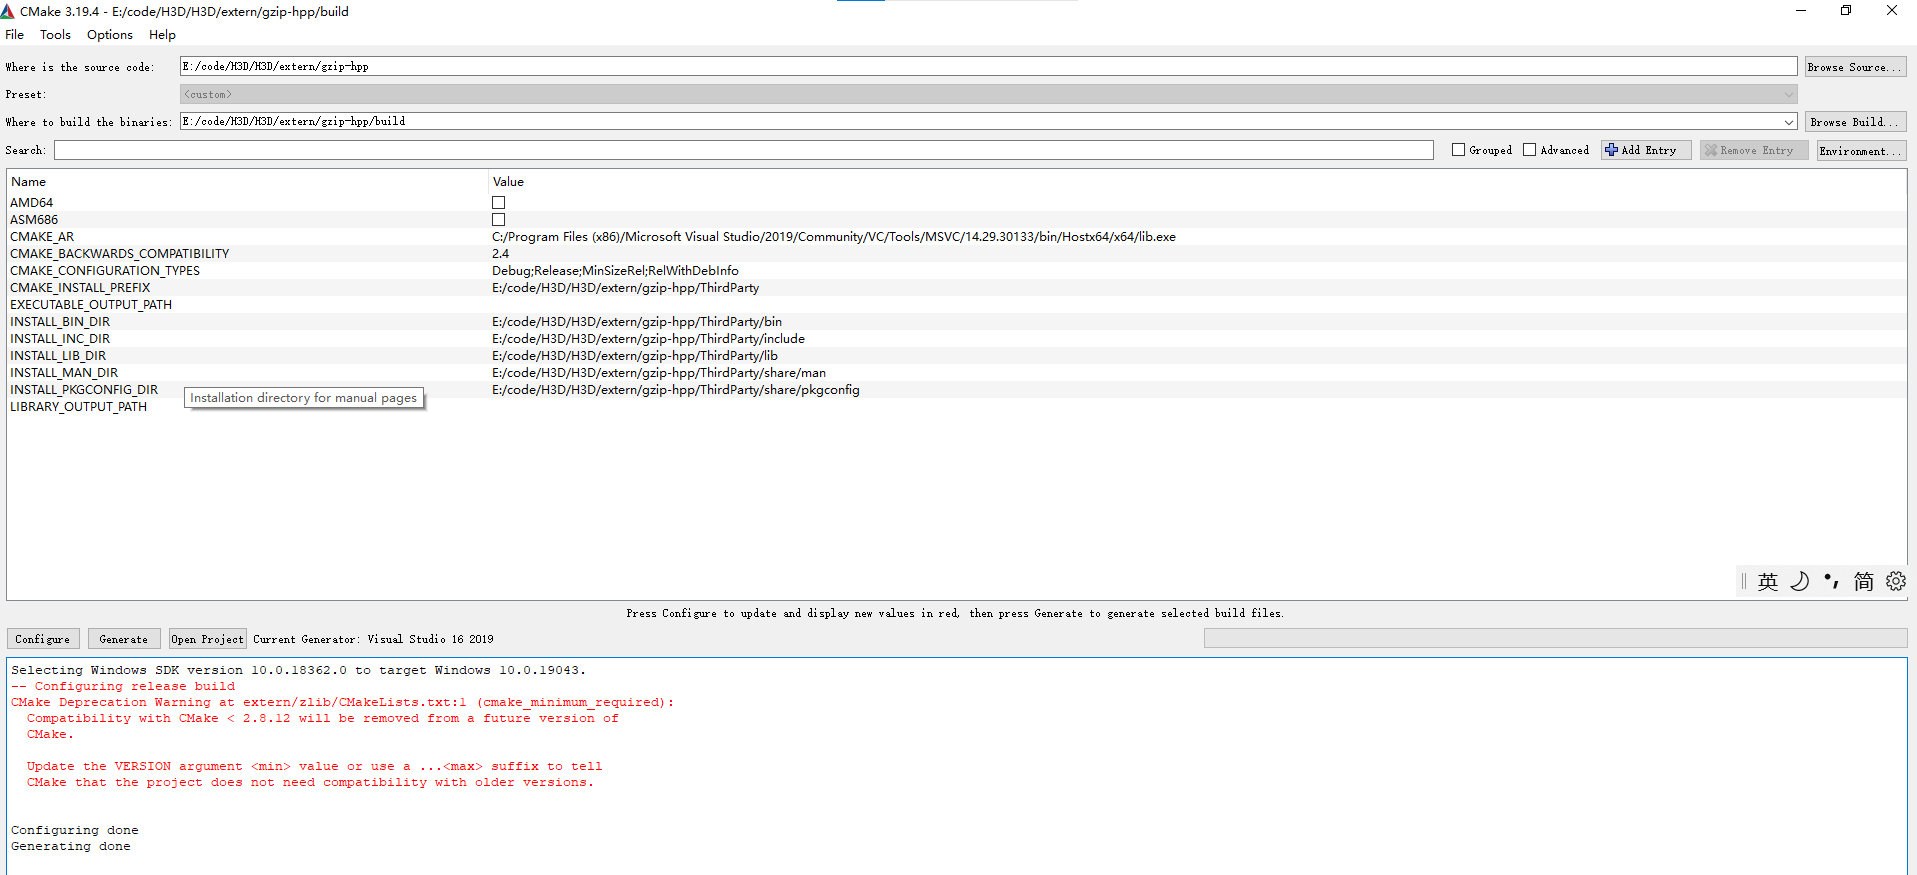 CMake 3.19.4 - E:/code/H3D/H3D/extern/gzip-hpp/build
File Tools Options Help
Where is the source code: E:/code/H3D/H3D/extern/gzip-hpp Browse Source...
Preset: <custom>
Where to build the binaries: E:/code/H3D/H3D/extern/gzip-hpp/build Browse Build...
Search: Grouped Advanced Add Entry Remove Entry Environment...
Name Value
AMD64
ASM686
CMAKE_AR C:/Program Files (x86)/Microsoft Visual Studio/2019/Community/VC/Tools/MSVC/14.29.30133/bin/Hostx64/x64/lib.exe
CMAKE_BACKWARDS_COMPATIBILITY 2.4
CMAKE_CONFIGURATION_TYPES Debug;Release;MinSizeRel;RelWithDebInfo
CMAKE_INSTALL_PREFIX E:/code/H3D/H3D/extern/gzip-hpp/ThirdParty
EXECUTABLE_OUTPUT_PATH
INSTALL_BIN_DIR E:/code/H3D/H3D/extern/gzip-hpp/ThirdParty/bin
INSTALL_INC_DIR E:/code/H3D/H3D/extern/gzip-hpp/ThirdParty/include
INSTALL_LIB_DIR E:/code/H3D/H3D/extern/gzip-hpp/ThirdParty/lib
INSTALL_MAN_DIR E:/code/H3D/H3D/extern/gzip-hpp/ThirdParty/share/man
INSTALL_PKGCONFIG_DIR E:/code/H3D/H3D/extern/gzip-hpp/ThirdParty/share/pkgconfig
Installation directory for manual pages
LIBRARY_OUTPUT_PATH
英 简
Press Configure to update and display new values in red, then press Generate to generate selected build files.
Configure Generate Open Project Current Generator: Visual Studio 16 2019
Selecting Windows SDK version 10.0.18362.0 to target Windows 10.0.19043.
-- Configuring release build
CMake Deprecation Warning at extern/zlib/CMakeLists.txt:1 (cmake_minimum_required):
Compatibility with CMake < 2.8.12 will be removed from a future version of
CMake.
Update the VERSION argument <min> value or use a ...<max> suffix to tell
CMake that the project does not need compatibility with older versions.
Configuring done
Generating done